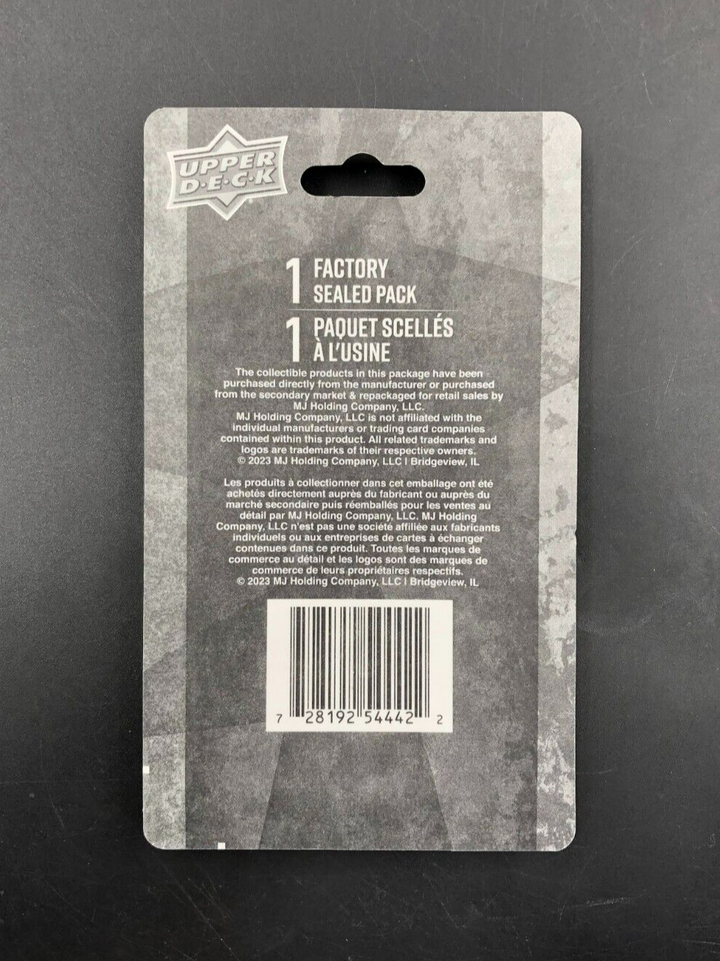 UPPER
D·E·C·K
1 FACTORY
SEALED PACK
1 PAQUET SCELLÉS
À L'USINE
The collectible products in this package have been
purchased directly from the manufacturer or purchased
from the secondary market & repackaged for retail sales by
MJ Holding Company, LLC.
MJ Holding Company, LLC is not affiliated with the
individual manufacturers or trading card companies
contained within this product. All related trademarks and
logos are trademarks of their respective owners.
© 2023 MJ Holding Company, LLC I Bridgeview, IL
Les produits à collectionner dans cet emballage ont été
achetés directement auprès du fabricant ou auprès du
marché secondaire puis réemballés pour les ventes au
détail par MJ Holding Company, LLC. MJ Holding
Company, LLC n'est pas une société affiliée aux fabricants
individuels ou aux entreprises de cartes à échanger
contenues dans ce produit. Toutes les marques de
commerce au détail et les logos sont des marques de
commerce de leurs propriétaires respectifs.
© 2023 MJ Holding Company, LLC I Bridgeview, IL
7 28192 54442 2